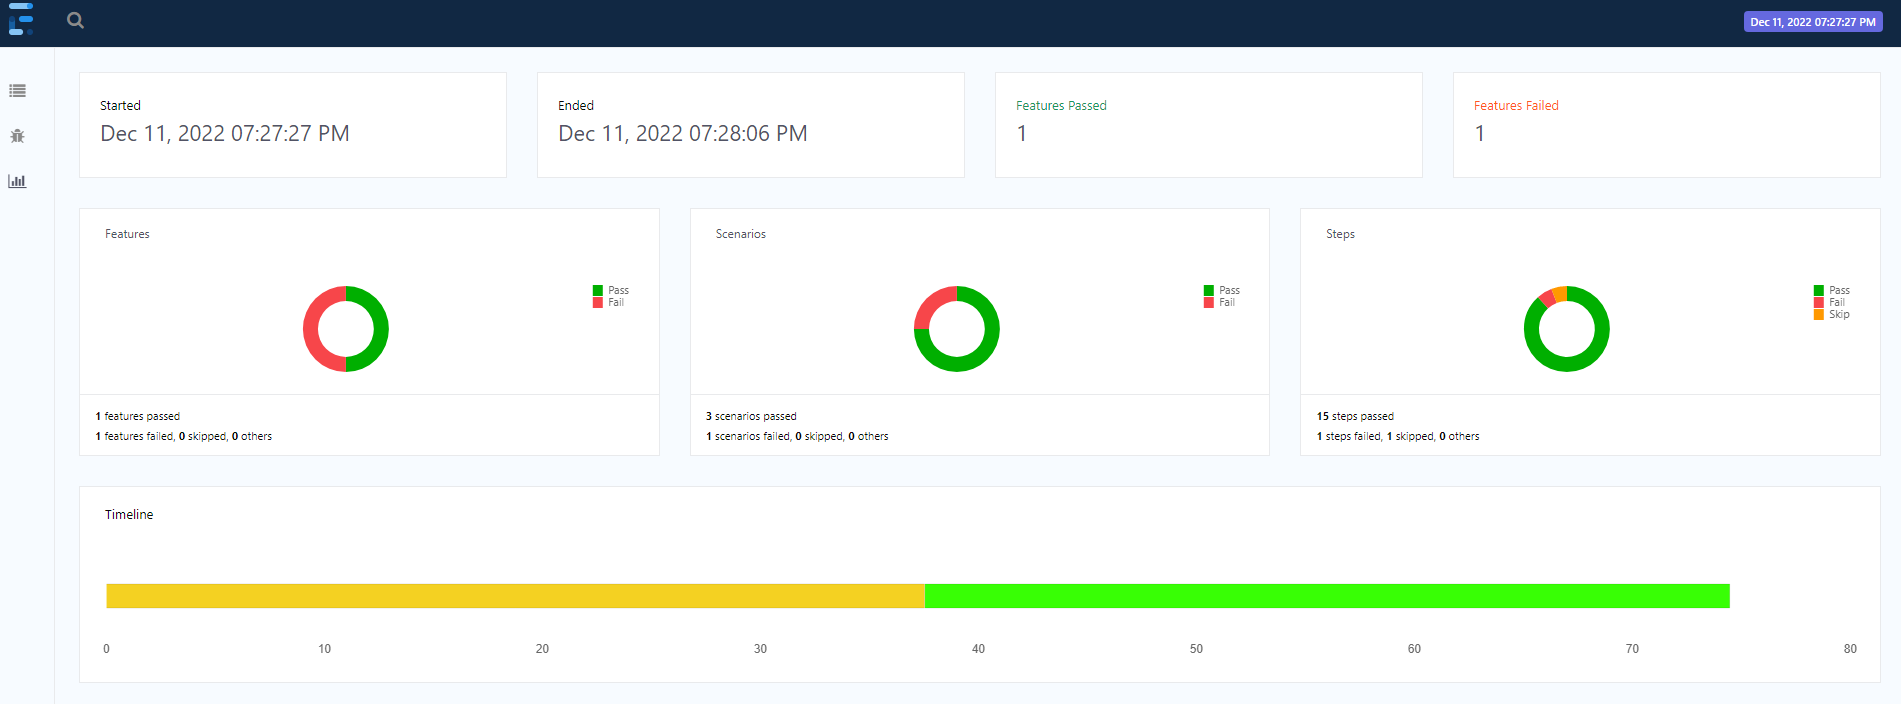 Dec 11, 2022 07:27:27 PM
Started
Dec 11, 2022 07:27:27 PM
Ended
Dec 11, 2022 07:28:06 PM
Features Passed
1
Features Failed
1
Features
Pass
Fail
1 features passed
1 features failed, 0 skipped, 0 others
Scenarios
Pass
Fail
3 scenarios passed
1 scenarios failed, 0 skipped, 0 others
Steps
Pass
Fail
Skip
15 steps passed
1 steps failed, 1 skipped, 0 others
Timeline
0 10 20 30 40 50 60 70 80